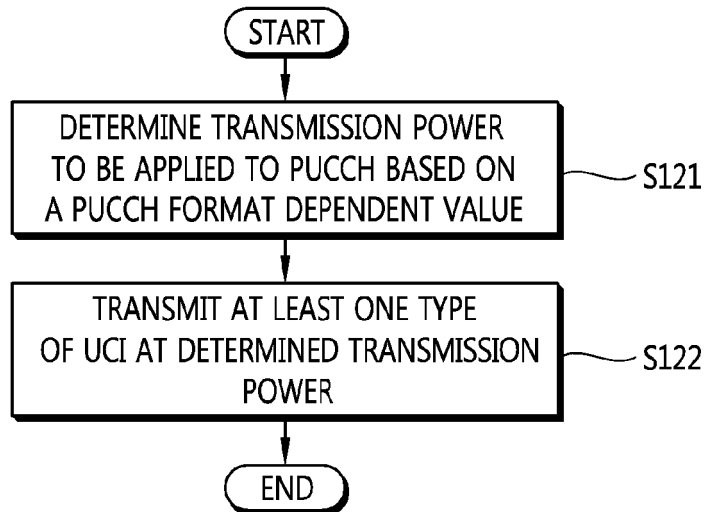 START
DETERMINE TRANSMISSION POWER
TO BE APPLIED TO PUCCH BASED ON
A PUCCH FORMAT DEPENDENT VALUE
S121
TRANSMIT AT LEAST ONE TYPE
OF UCI AT DETERMINED TRANSMISSION
POWER
S122
END